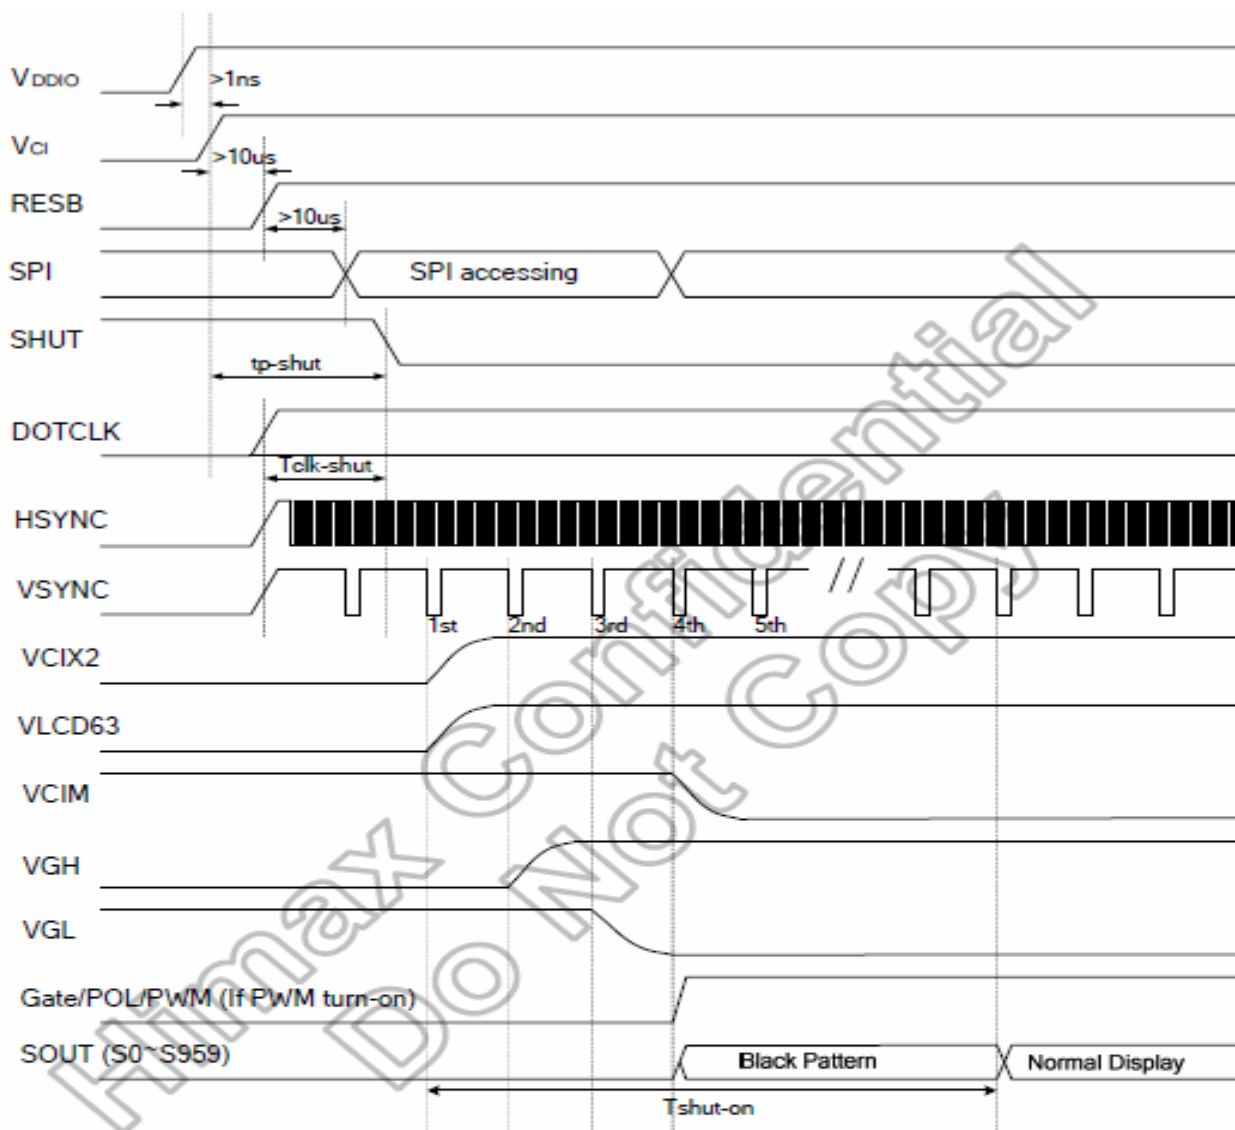 VDDIO
>1ns
VCI
>10us
RESB
>10us
SPI
SPI accessing
SHUT
tp-shut
DOTCLK
Tclk-shut
HSYNC
VSYNC
//
1st 2nd 3rd 4th 5th
VCIX2
VLCD63
VCIM
VGH
VGL
Gate/POL/PWM (If PWM turn-on)
SOUT (S0~S959)
Black Pattern
Normal Display
Tshut-on
Himax Confidential
Do Not Copy